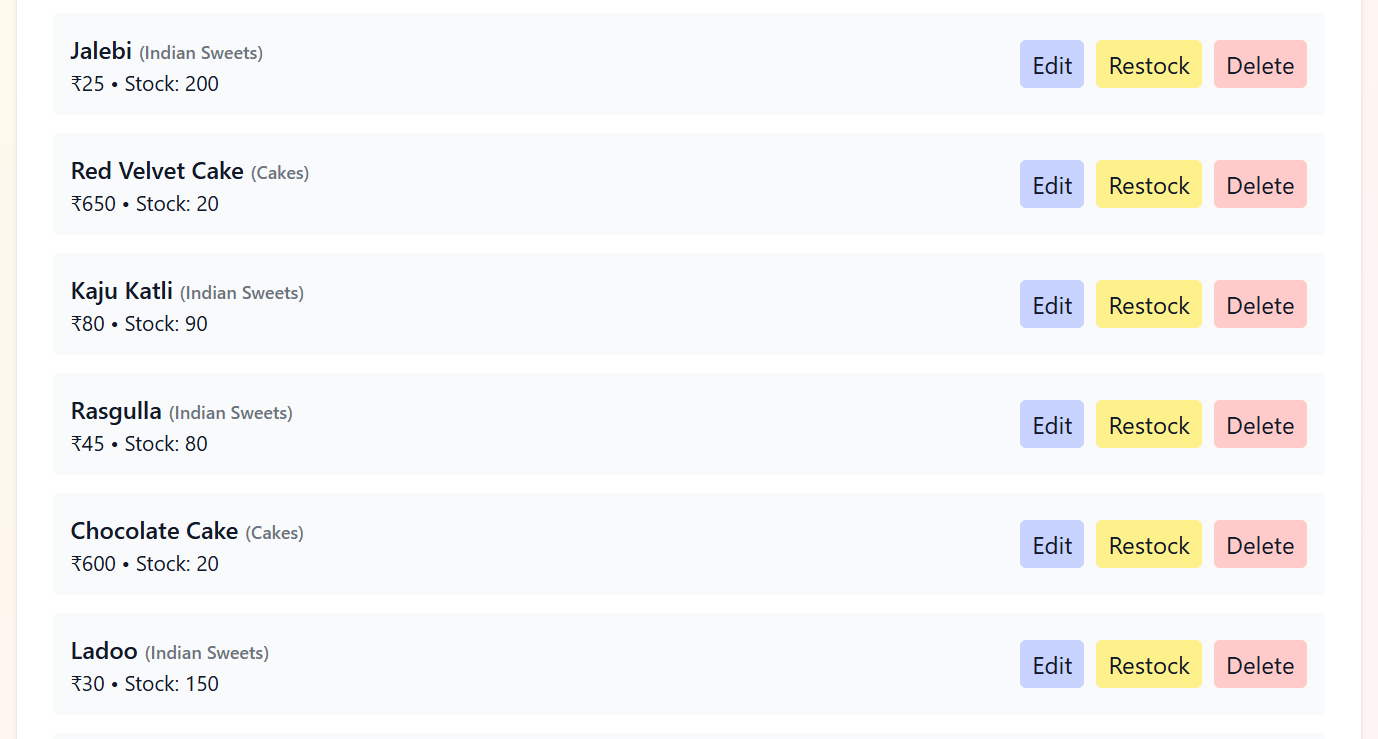 Jalebi (Indian Sweets)
₹25 • Stock: 200
Edit Restock Delete
Red Velvet Cake (Cakes)
₹650 • Stock: 20
Edit Restock Delete
Kaju Katli (Indian Sweets)
₹80 • Stock: 90
Edit Restock Delete
Rasgulla (Indian Sweets)
₹45 • Stock: 80
Edit Restock Delete
Chocolate Cake (Cakes)
₹600 • Stock: 20
Edit Restock Delete
Ladoo (Indian Sweets)
₹30 • Stock: 150
Edit Restock Delete